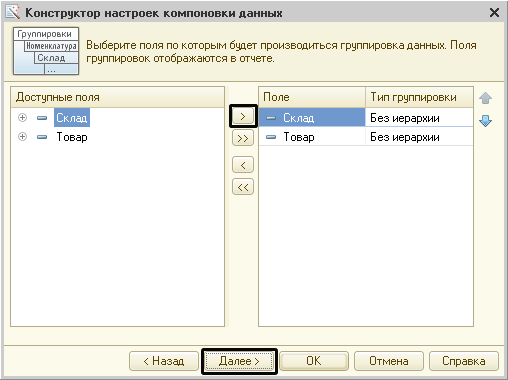 Конструктор настроек компоновки данных
Группировки
Номенклатура
Склад
...
Выберите поля по которым будет производиться группировка данных. Поля
группировок отображаются в отчете.
Доступные поля
Склад
Товар
>
>>
<
<<
Поле Тип группировки
Склад Без иерархии
Товар Без иерархии
< Назад Далее > OK Отмена Справка